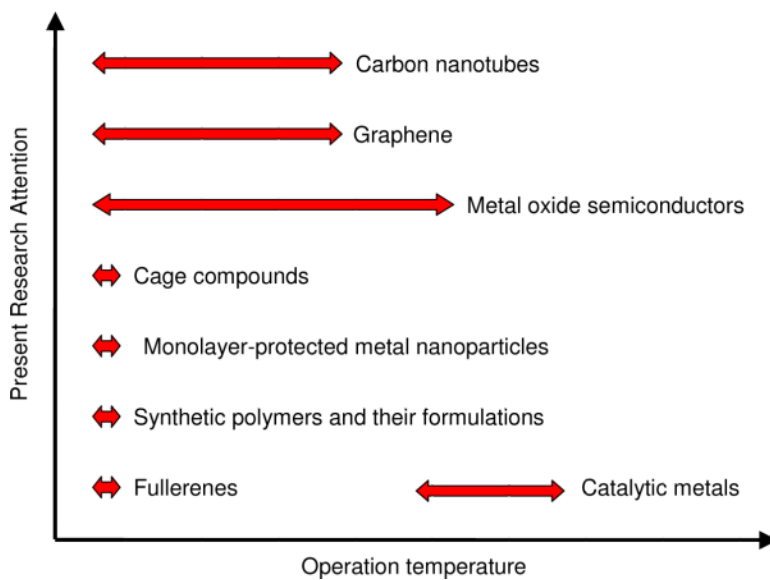 Present Research Attention
Carbon nanotubes
Graphene
Metal oxide semiconductors
Cage compounds
Monolayer-protected metal nanoparticles
Synthetic polymers and their formulations
Fullerenes
Catalytic metals
Operation temperature